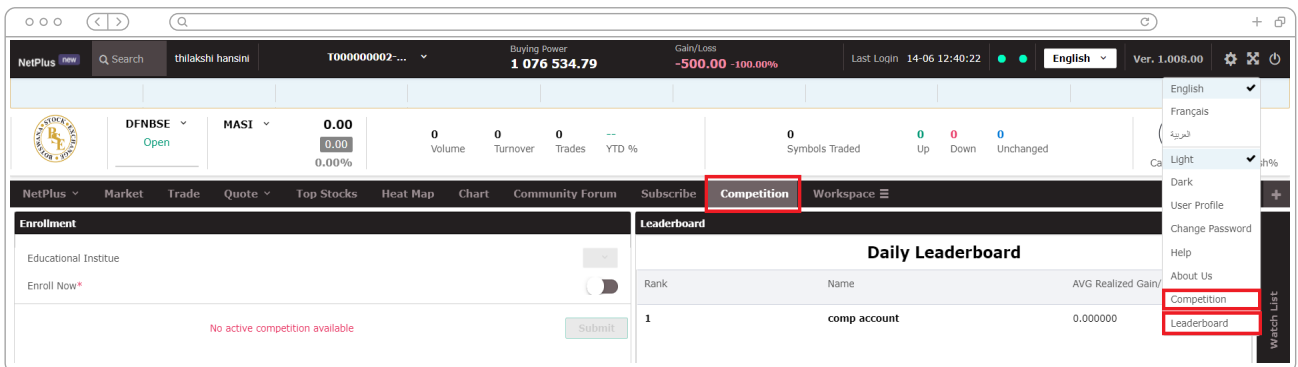 NetPlus new Search thilakshi hansini T000000002-... Buying Power 1 076 534.79 Gain/Loss -500.00 -100.00% Last Login 14-06 12:40:22 English Ver. 1.008.00
English
Français
العربية
Light
Dark
User Profile
Change Password
Help
About Us
Competition
Leaderboard
BOTSWANA STOCK EXCHANGE
BSE
DFNBSE MASI 0.00
Open 0.00
0.00%
0 0 0 -- 0 0 0 0
Volume Turnover Trades YTD % Symbols Traded Up Down Unchanged
NetPlus Market Trade Quote Top Stocks Heat Map Chart Community Forum Subscribe Competition Workspace
Enrollment
Educational Institue
Enroll Now*
No active competition available Submit
Leaderboard
Daily Leaderboard
Rank Name AVG Realized Gain/
1 comp account 0.000000
Watch List